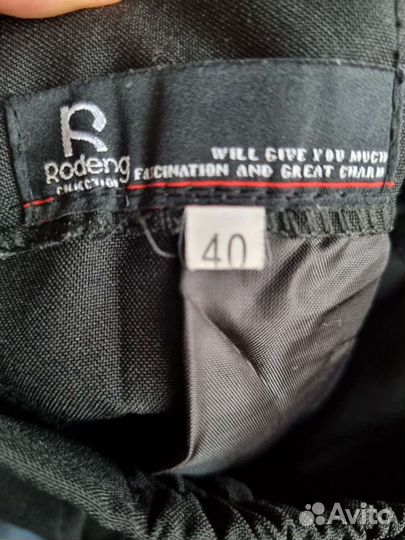 R
Rodeng
COLLECTION
WILL GIVE YOU MUCH
FASCINATION AND GREAT CHARM
40
Avito